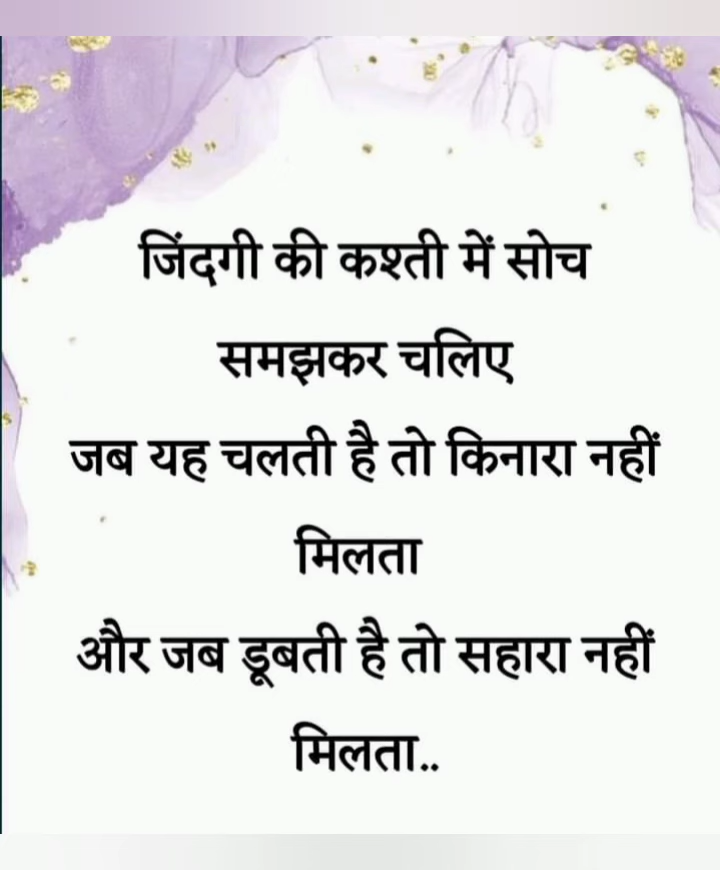 जिंदगी की कश्ती में सोच
समझकर चलिए
जब यह चलती है तो किनारा नहीं
मिलता
और जब डूबती है तो सहारा नहीं
मिलता..